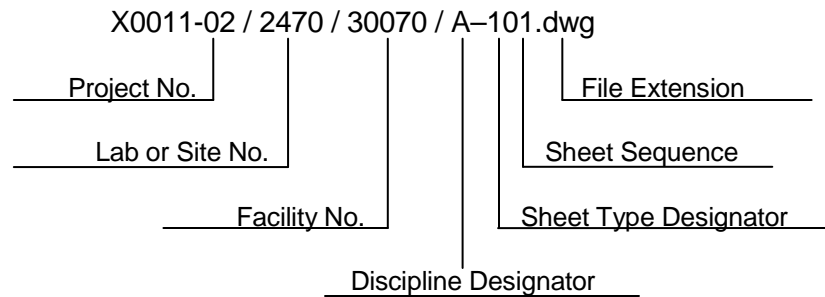 X0011-02 / 2470 / 30070 / A–101.dwg
Project No.
File Extension
Lab or Site No.
Sheet Sequence
Facility No.
Sheet Type Designator
Discipline Designator